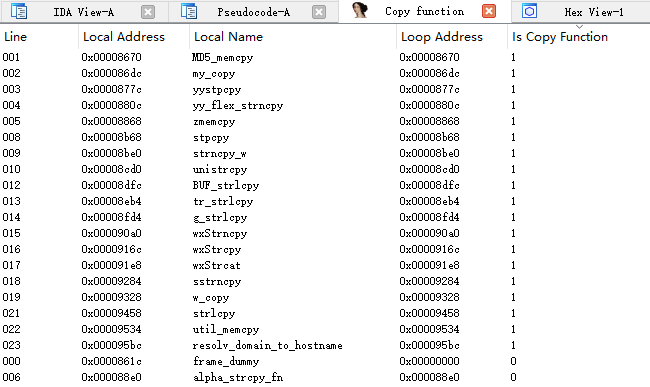 IDA View-A Pseudocode-A Copy function Hex View-1
Line Local Address Local Name Loop Address Is Copy Function
001 0x00008670 MD5_memcpy 0x00008670 1
002 0x000086dc my_copy 0x000086dc 1
003 0x0000877c yystpcpy 0x0000877c 1
004 0x0000880c yy_flex_strncpy 0x0000880c 1
005 0x00008868 zmemcpy 0x00008868 1
008 0x00008b68 stpcpy 0x00008b68 1
009 0x00008be0 strncpy_w 0x00008be0 1
010 0x00008cd0 unistrcpy 0x00008cd0 1
012 0x00008dfc BUF_strlcpy 0x00008dfc 1
013 0x00008eb4 tr_strlcpy 0x00008eb4 1
014 0x00008fd4 g_strlcpy 0x00008fd4 1
015 0x000090a0 wxStrncpy 0x000090a0 1
016 0x0000916c wxStrcpy 0x0000916c 1
017 0x000091e8 wxStrcat 0x000091e8 1
018 0x00009284 sstrncpy 0x00009284 1
019 0x00009328 w_copy 0x00009328 1
021 0x00009458 strlcpy 0x00009458 1
022 0x00009534 util_memcpy 0x00009534 1
023 0x000095bc resolv_domain_to_hostname 0x000095bc 1
000 0x0000861c frame_dummy 0x00000000 0
006 0x000088e0 alpha_strcpy_fn 0x000088e0 0